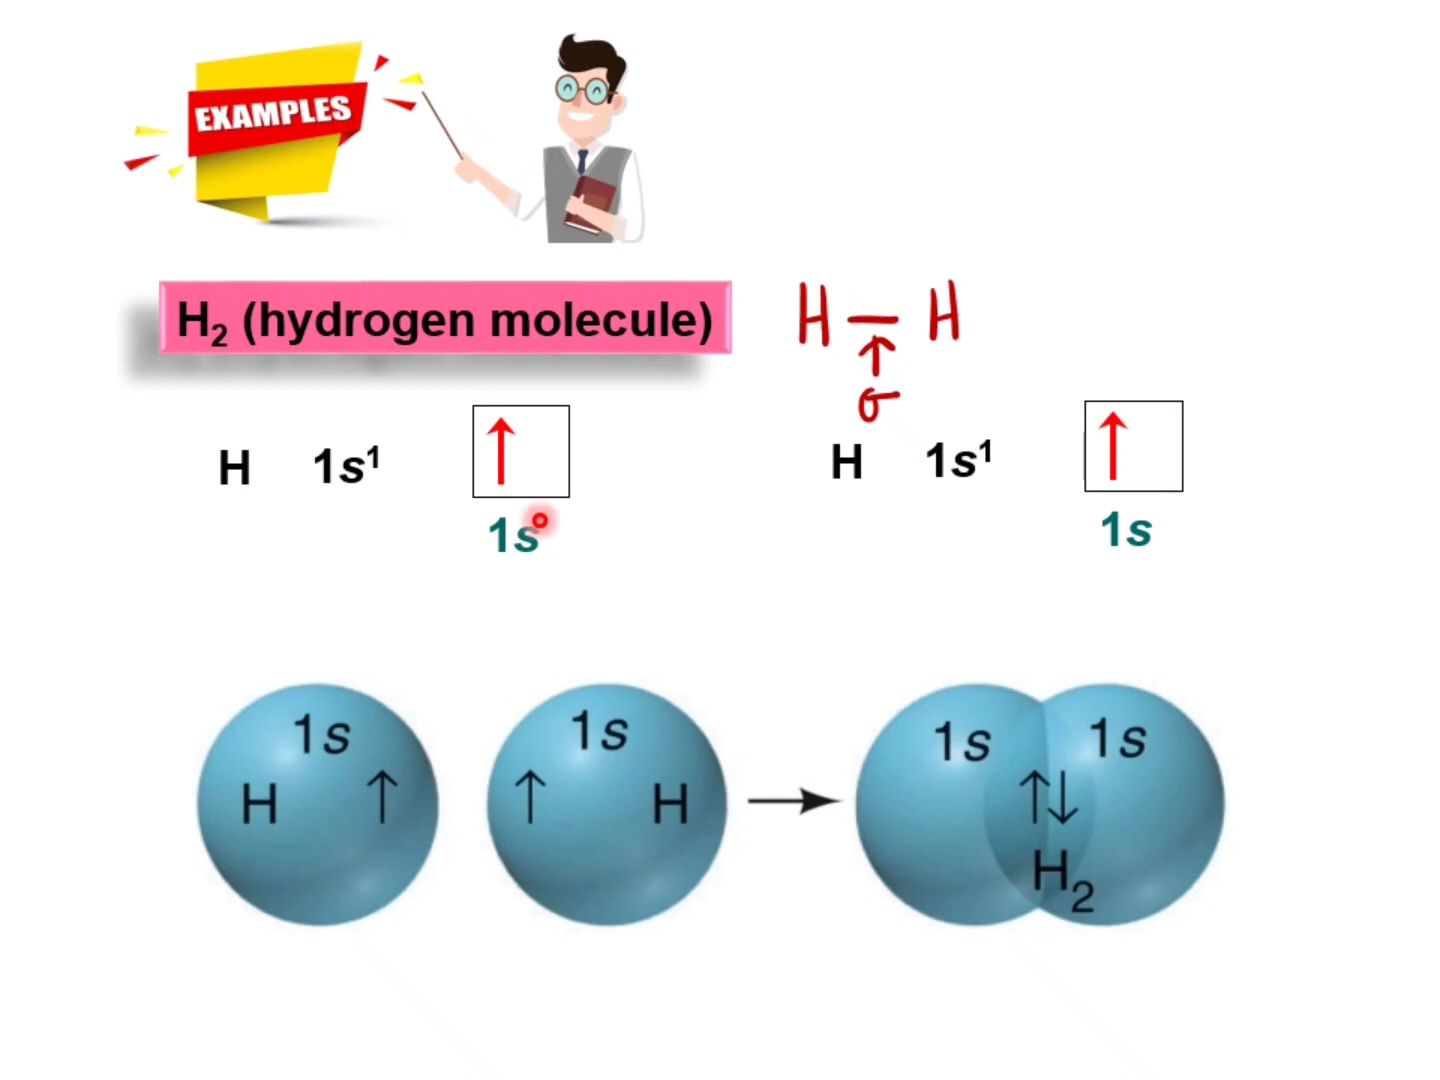 EXAMPLES
H₂ (hydrogen molecule)
H — H
↑
σ
H 1s¹ ↑
1s
H 1s¹ ↑
1s
1s
H ↑
1s
↑ H
→
1s 1s
↑↓
H₂